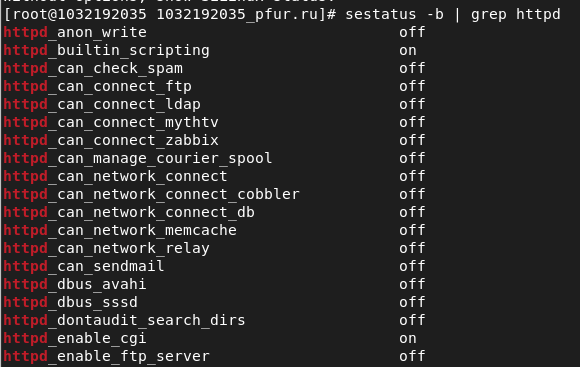 [root@1032192035 1032192035_pfur.ru]# sestatus -b | grep httpd
httpd_anon_write off
httpd_builtin_scripting on
httpd_can_check_spam off
httpd_can_connect_ftp off
httpd_can_connect_ldap off
httpd_can_connect_mythtv off
httpd_can_connect_zabbix off
httpd_can_manage_courier_spool off
httpd_can_network_connect off
httpd_can_network_connect_cobbler off
httpd_can_network_connect_db off
httpd_can_network_memcache off
httpd_can_network_relay off
httpd_can_sendmail off
httpd_dbus_avahi off
httpd_dbus_sssd off
httpd_dontaudit_search_dirs off
httpd_enable_cgi on
httpd_enable_ftp_server off